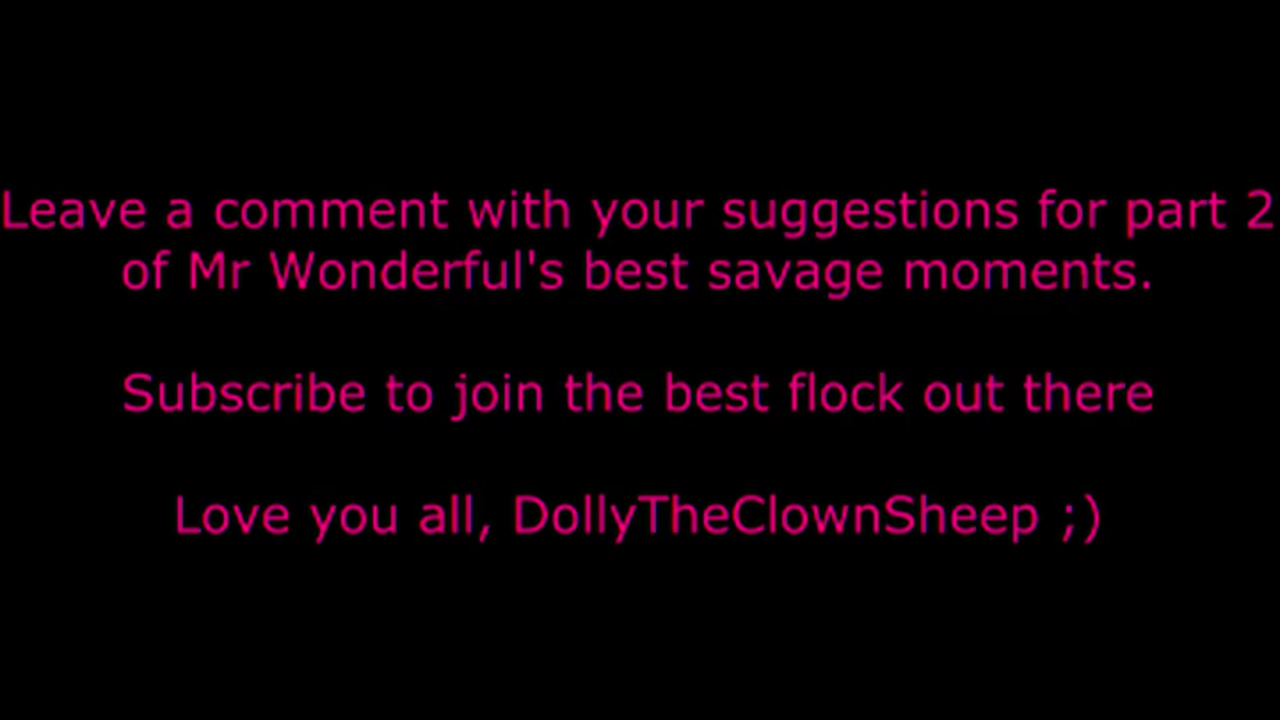 Leave a comment with your suggestions for part 2
of Mr Wonderful's best savage moments.
Subscribe to join the best flock out there
Love you all, DollyTheClownSheep ;)